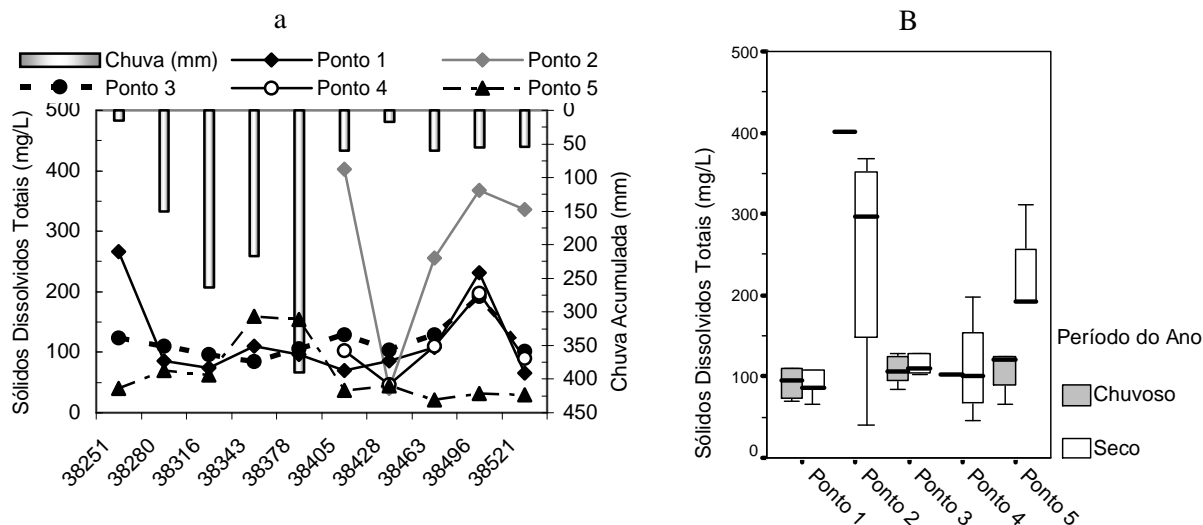 a
Chuva (mm) Ponto 1 Ponto 2
Ponto 3 Ponto 4 Ponto 5
Sólidos Dissolvidos Totais (mg/L)
500
400
300
200
100
0
0
50
100
150
200
250
300
350
400
450
Chuva Acumulada (mm)
38251
38280
38316
38343
38378
38405
38428
38463
38496
38521
B
Sólidos Dissolvidos Totais (mg/L)
500
400
300
200
100
0
Ponto 1
Ponto 2
Ponto 3
Ponto 4
Ponto 5
Período do Ano
Chuvoso
Seco